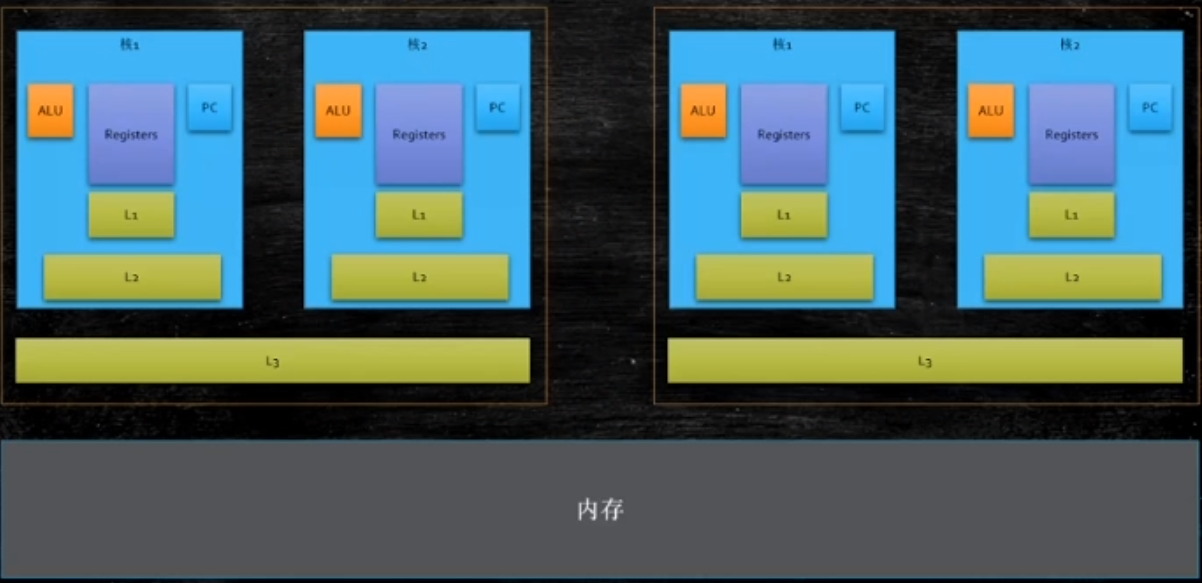 核1
ALU
Registers
PC
L1
L2
核2
ALU
Registers
PC
L1
L2
L3
核1
ALU
Registers
PC
L1
L2
核2
ALU
Registers
PC
L1
L2
L3
内存